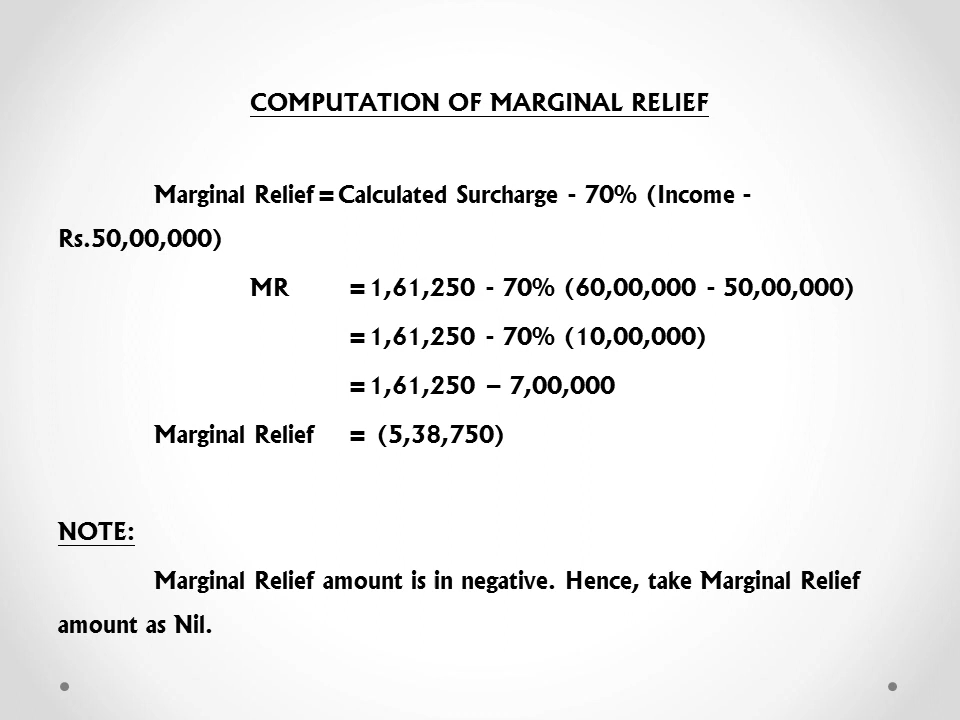 COMPUTATION OF MARGINAL RELIEF
Marginal Relief = Calculated Surcharge - 70% (Income -
Rs.50,00,000)
MR = 1,61,250 - 70% (60,00,000 - 50,00,000)
= 1,61,250 - 70% (10,00,000)
= 1,61,250 – 7,00,000
Marginal Relief = (5,38,750)
NOTE:
Marginal Relief amount is in negative. Hence, take Marginal Relief
amount as Nil.